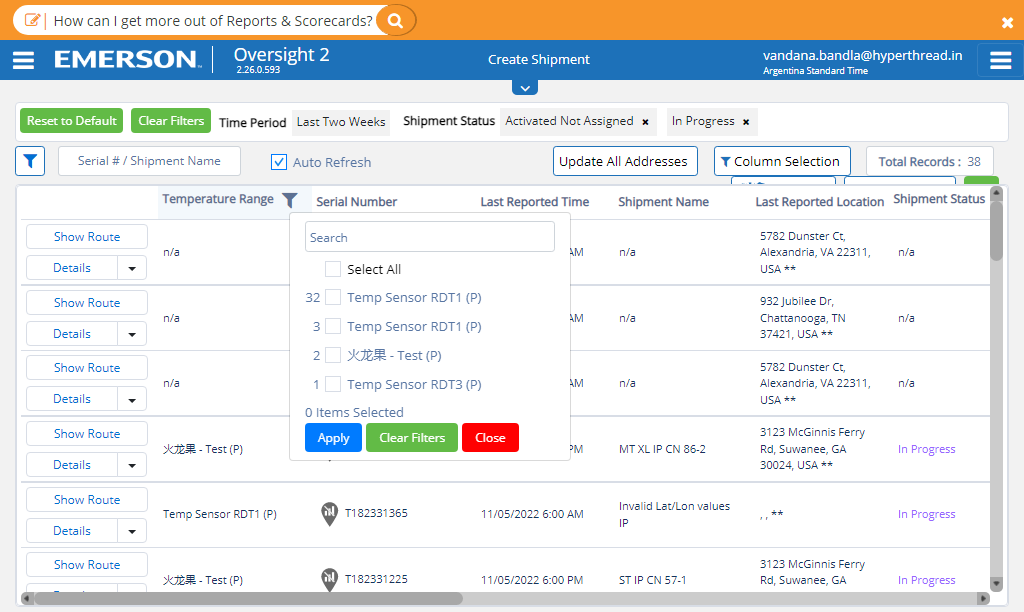 How can I get more out of Reports & Scorecards?
EMERSON™
Oversight 2
2.26.0.593
Create Shipment
vandana.bandla@hyperthread.in
Argentina Standard Time
Reset to Default
Clear Filters
Time Period
Last Two Weeks
Shipment Status
Activated Not Assigned ×
In Progress ×
Serial # / Shipment Name
Auto Refresh
Update All Addresses
Column Selection
Total Records : 38
Temperature Range
Serial Number
Last Reported Time
Shipment Name
Last Reported Location
Shipment Status
Search
Select All
32 Temp Sensor RDT1 (P)
3 Temp Sensor RDT1 (P)
2 火龙果 - Test (P)
1 Temp Sensor RDT3 (P)
0 Items Selected
Apply
Clear Filters
Close
Show Route
Details
n/a
AM
n/a
5782 Dunster Ct,
Alexandria, VA 22311,
USA **
n/a
Show Route
Details
n/a
AM
n/a
932 Jubilee Dr,
Chattanooga, TN
37421, USA **
n/a
Show Route
Details
n/a
AM
n/a
5782 Dunster Ct,
Alexandria, VA 22311,
USA **
n/a
Show Route
Details
火龙果 - Test (P)
PM
MT XL IP CN 86-2
3123 McGinnis Ferry
Rd, Suwanee, GA
30024, USA **
In Progress
Show Route
Details
Temp Sensor RDT1 (P)
T182331365
11/05/2022 6:00 AM
Invalid Lat/Lon values
IP
, , **
In Progress
Show Route
火龙果 - Test (P)
T182331225
11/05/2022 6:00 PM
ST IP CN 57-1
3123 McGinnis Ferry
Rd, Suwanee, GA
In Progress